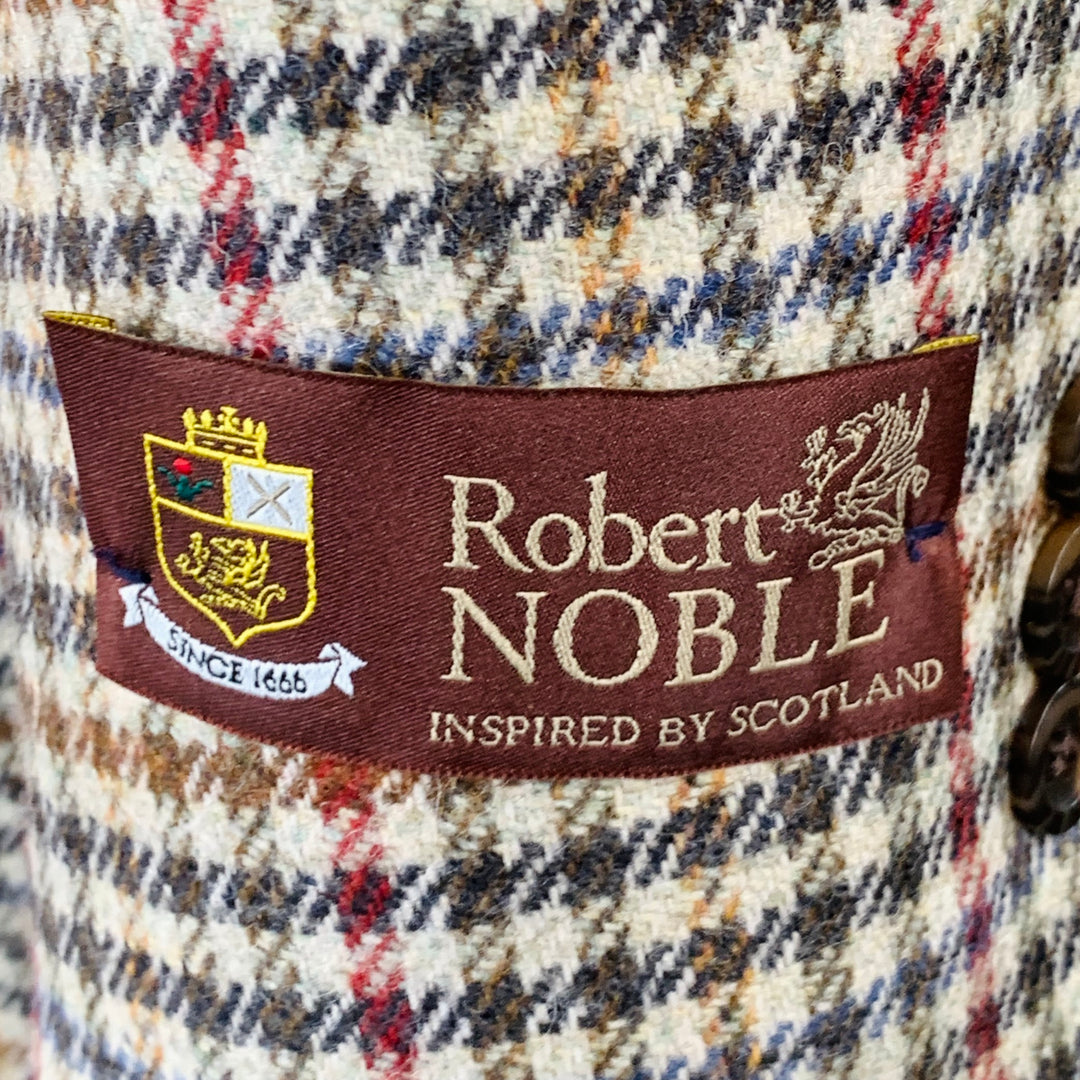 SINCE 1666
Robert
NOBLE
INSPIRED BY SCOTLAND